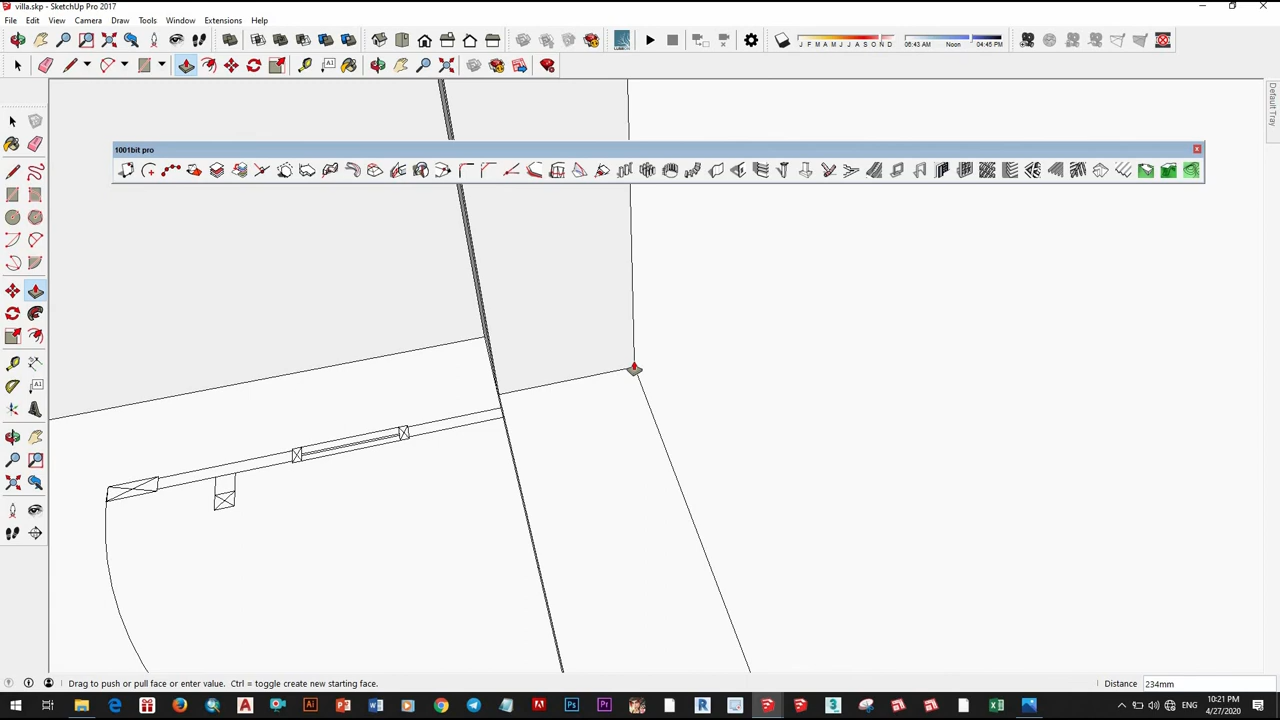 villa.skp - SketchUp Pro 2017
File Edit View Camera Draw Tools Window Extensions Help
J F M A M J J A S O N D
06:43 AM Noon 04:45 PM
1001bit pro
Default Tray
Drag to push or pull face or enter value. Ctrl = toggle create new starting face.
Distance 234mm
ENG
10:21 PM
4/27/2020